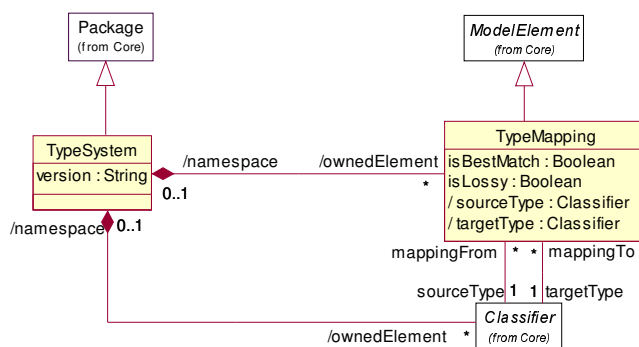 Package
(from Core)
ModelElement
(from Core)
TypeSystem
version : String
/namespace
/ownedElement
0..1
*
TypeMapping
isBestMatch : Boolean
isLossy : Boolean
/ sourceType : Classifier
/ targetType : Classifier
/namespace
0..1
mappingFrom
*
*
mappingTo
sourceType
1
1
targetType
/ownedElement
*
Classifier
(from Core)